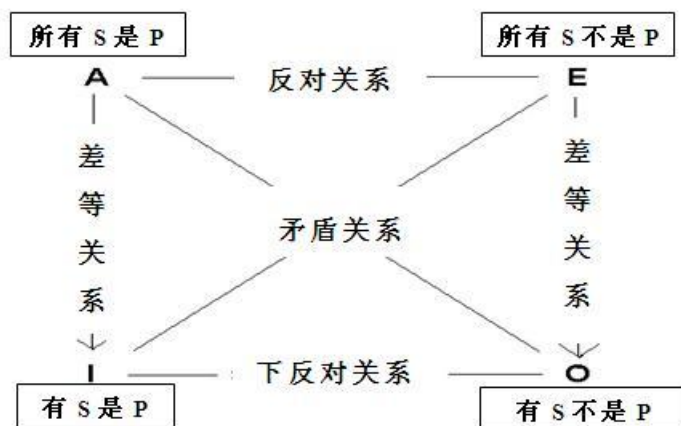 所有 S 是 P
所有 S 不是 P
A
反对关系
E
差等关系
差等关系
矛盾关系
I
下反对关系
O
有 S 是 P
有 S 不是 P